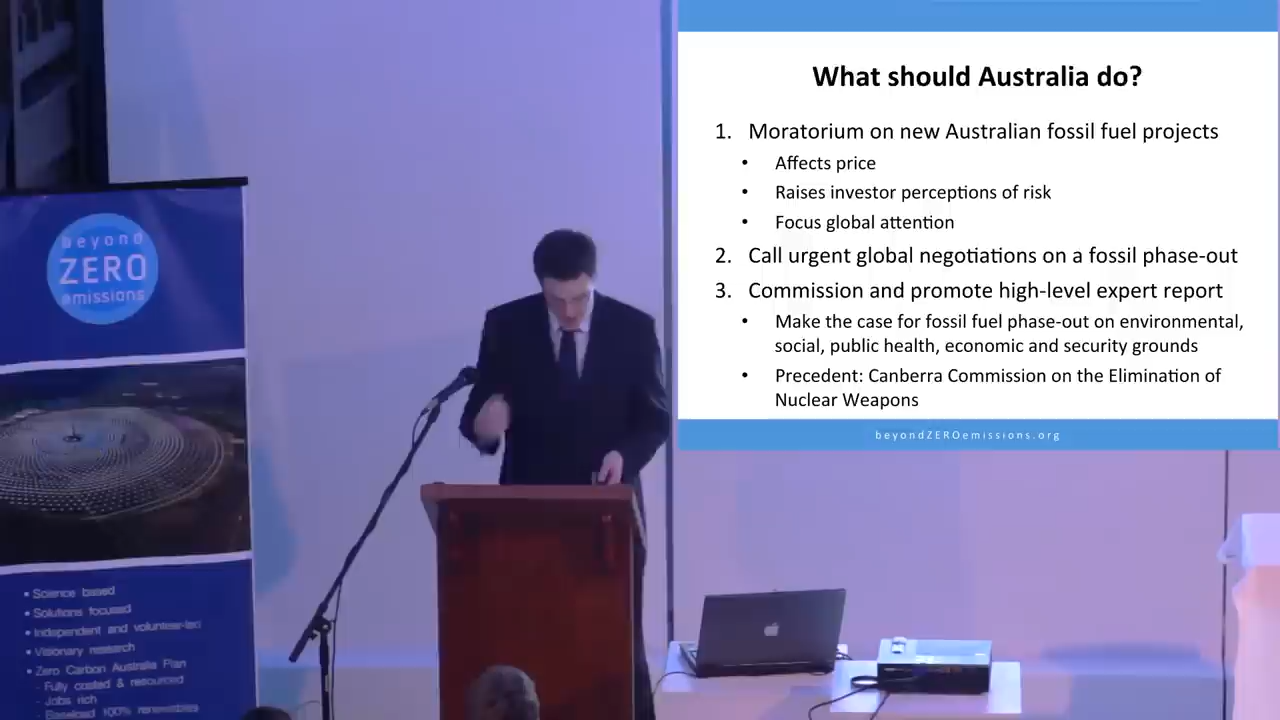 What should Australia do?
1. Moratorium on new Australian fossil fuel projects
• Affects price
• Raises investor perceptions of risk
• Focus global attention
2. Call urgent global negotiations on a fossil phase-out
3. Commission and promote high-level expert report
• Make the case for fossil fuel phase-out on environmental,
social, public health, economic and security grounds
• Precedent: Canberra Commission on the Elimination of
Nuclear Weapons
beyondZEROemissions.org
beyond
ZERO
emissions
• Science based
• Solutions focused
• Independent and volunteer-led
• Visionary research
• Zero Carbon Australia Plan
- Fully costed & resourced
- Jobs rich
- Baseload 100% renewables